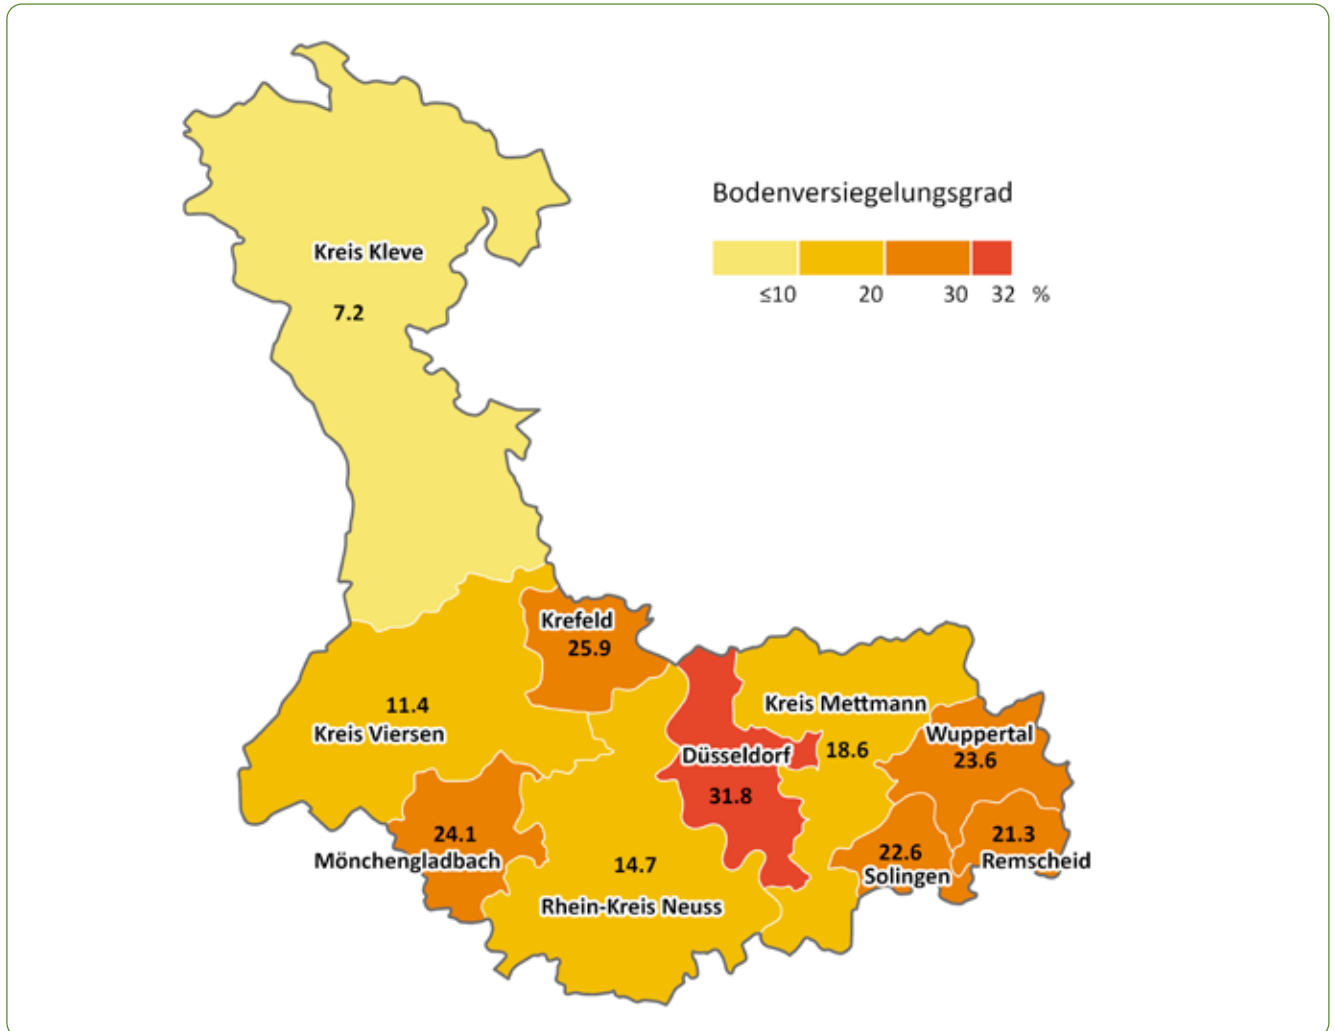 Bodenversiegelungsgrad
≤10 20 30 32 %
Kreis Kleve
7.2
Krefeld
25.9
11.4
Kreis Viersen
Kreis Mettmann
18.6
Düsseldorf
31.8
Wuppertal
23.6
24.1
Mönchengladbach
14.7
Rhein-Kreis Neuss
22.6
Solingen
21.3
Remscheid